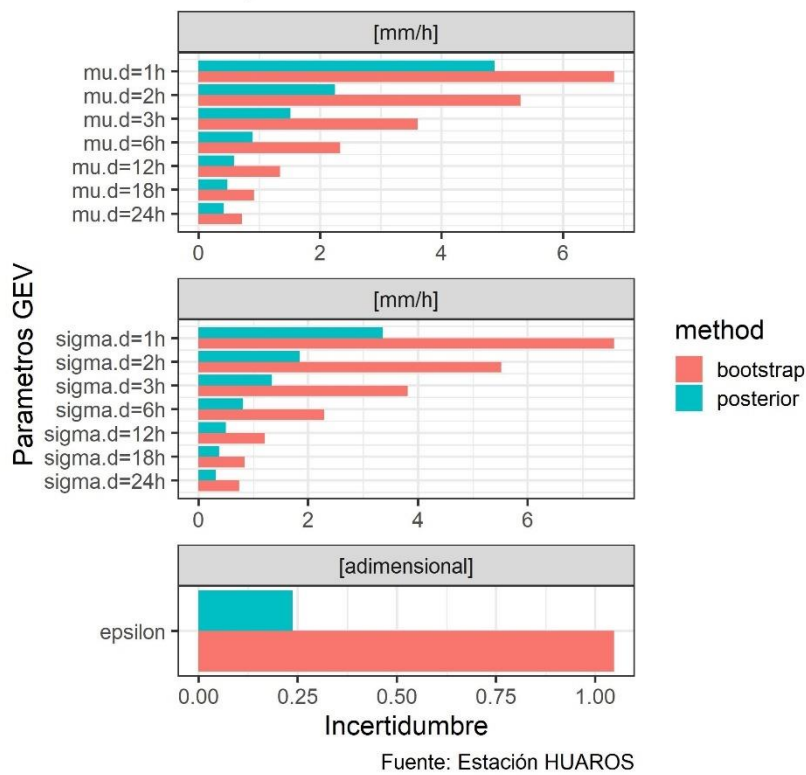 [mm/h]
mu.d=1h
mu.d=2h
mu.d=3h
mu.d=6h
mu.d=12h
mu.d=18h
mu.d=24h
0 2 4 6
[mm/h]
sigma.d=1h
sigma.d=2h
sigma.d=3h
sigma.d=6h
sigma.d=12h
sigma.d=18h
sigma.d=24h
0 2 4 6
[adimensional]
epsilon
0.00 0.25 0.50 0.75 1.00
Parametros GEV
Incertidumbre
method
bootstrap
posterior
Fuente: Estación HUAROS